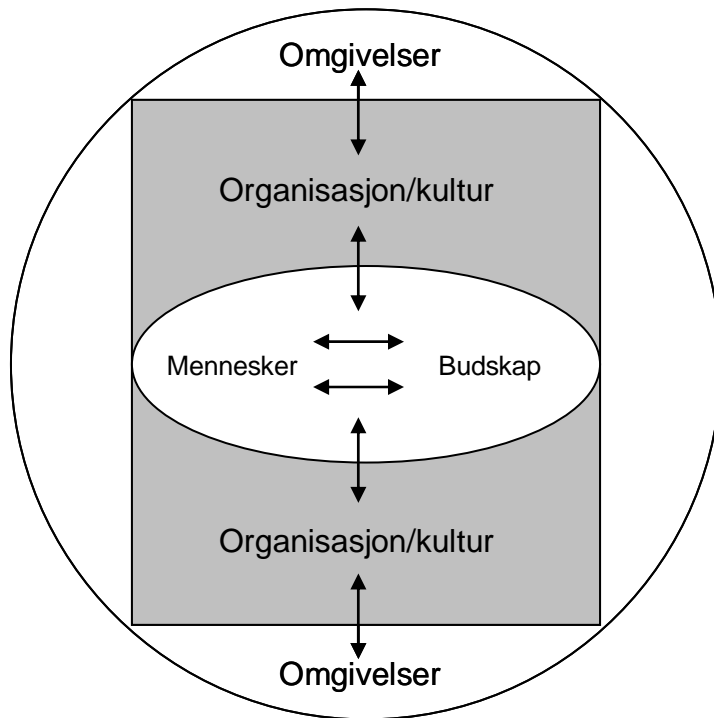 Omgivelser
Organisasjon/kultur
Mennesker Budskap
Organisasjon/kultur
Omgivelser